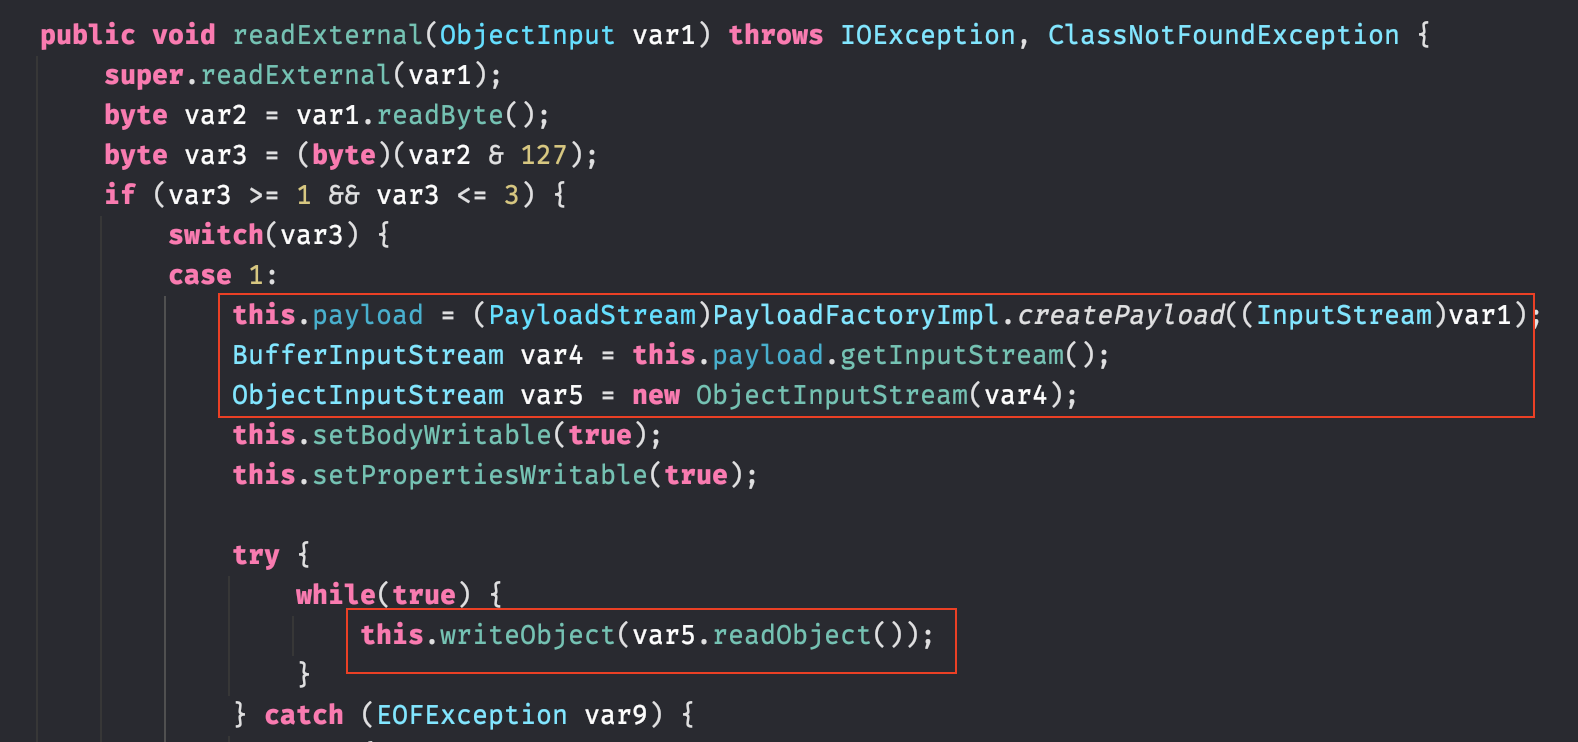 public void readExternal(ObjectInput var1) throws IOException, ClassNotFoundException {
super.readExternal(var1);
byte var2 = var1.readByte();
byte var3 = (byte)(var2 & 127);
if (var3 >= 1 && var3 <= 3) {
switch(var3) {
case 1:
this.payload = (PayloadStream)PayloadFactoryImpl.createPayload((InputStream)var1);
BufferInputStream var4 = this.payload.getInputStream();
ObjectInputStream var5 = new ObjectInputStream(var4);
this.setBodyWritable(true);
this.setPropertiesWritable(true);
try {
while(true) {
this.writeObject(var5.readObject());
}
} catch (EOFException var9) {